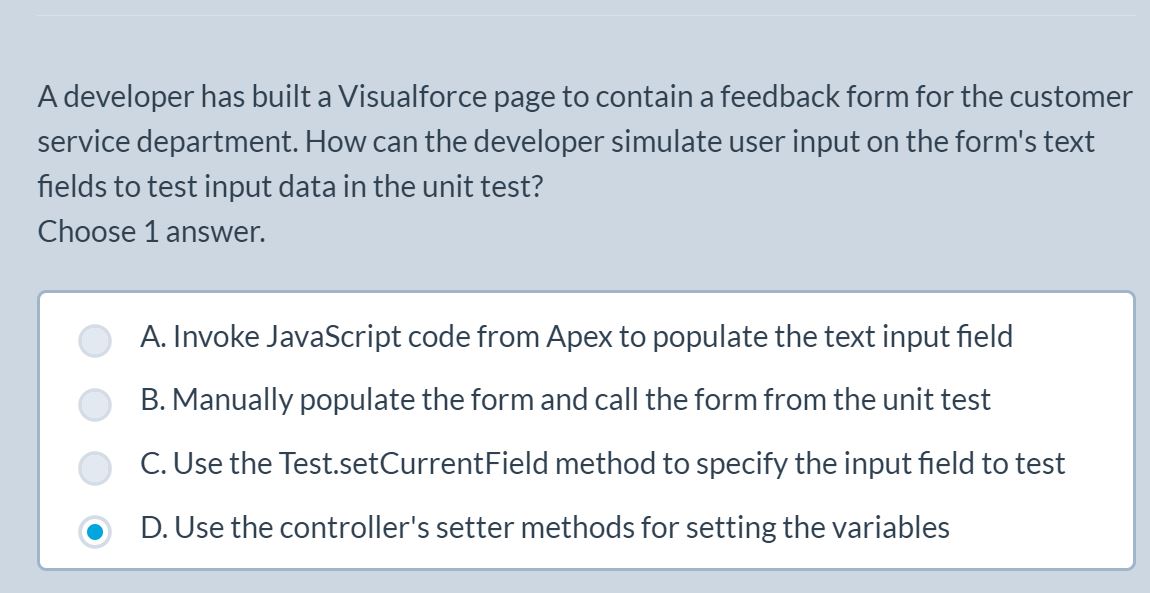 A developer has built a Visualforce page to contain a feedback form for the customer
service department. How can the developer simulate user input on the form's text
fields to test input data in the unit test?
Choose 1 answer.
A. Invoke JavaScript code from Apex to populate the text input field
B. Manually populate the form and call the form from the unit test
C. Use the Test.setCurrentField method to specify the input field to test
D. Use the controller's setter methods for setting the variables